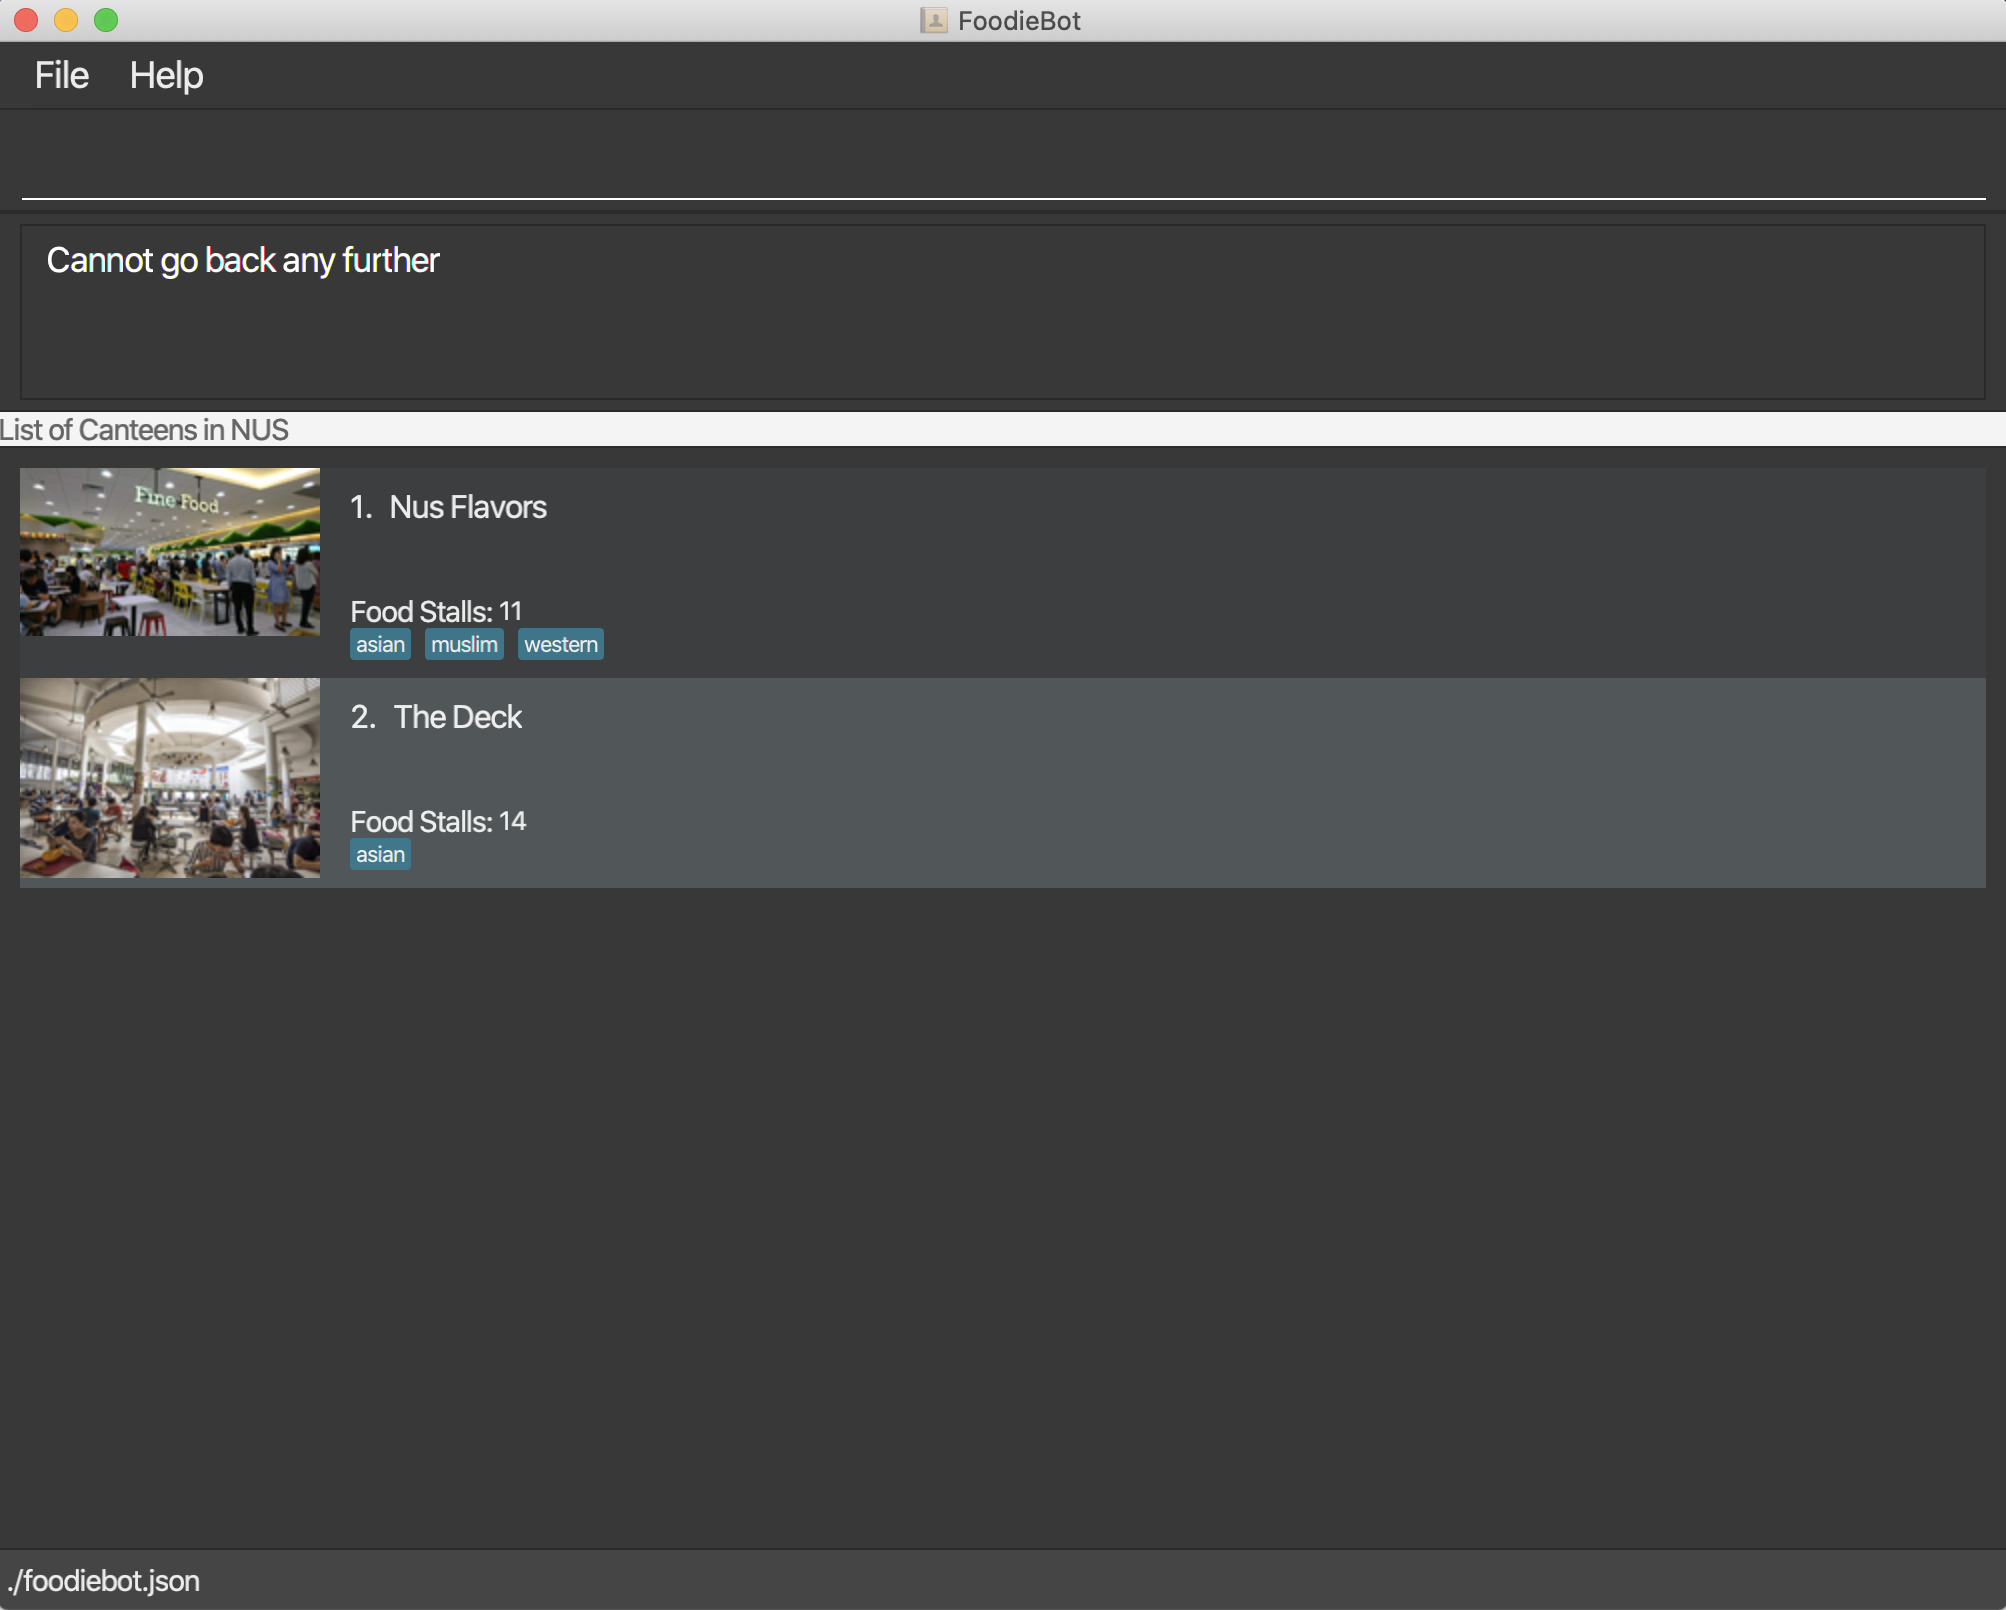 FoodieBot
File Help
Cannot go back any further
List of Canteens in NUS
Fine Food
1. Nus Flavors
Food Stalls: 11
asian muslim western
2. The Deck
Food Stalls: 14
asian
./foodiebot.json